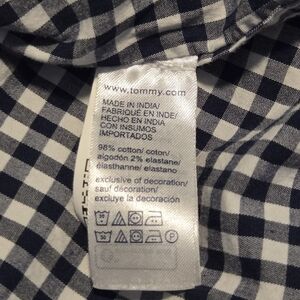 www.tommy.com
MADE IN INDIA/
FABRIQUÉ EN INDE/
HECHO EN INDIA
CON INSUMOS
IMPORTADOS
98% cotton/ coton/
algodón 2% elastane/
élasthanne/ elastano
exclusive of decoration/
sauf décoration/
excluye la decoración